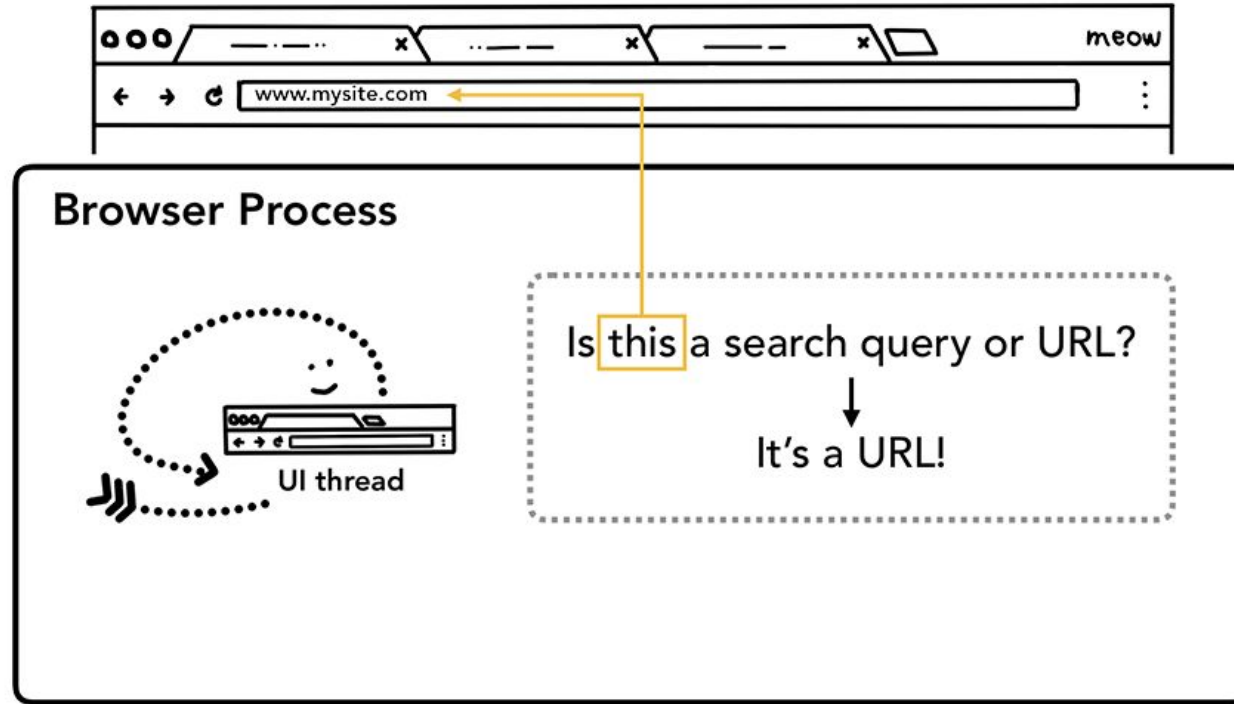 meow
www.mysite.com
Browser Process
Is this a search query or URL?
It's a URL!
UI thread